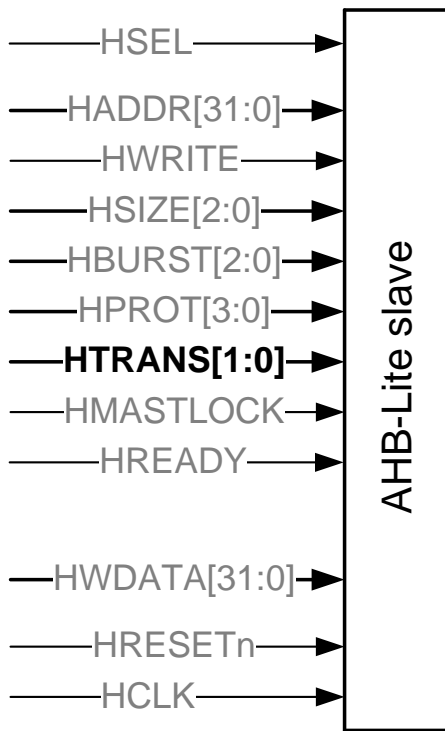 HSEL
HADDR[31:0]
HWRITE
HSIZE[2:0]
HBURST[2:0]
HPROT[3:0]
HTRANS[1:0]
HMASTLOCK
HREADY
HWDATA[31:0]
HRESETn
HCLK
AHB-Lite slave